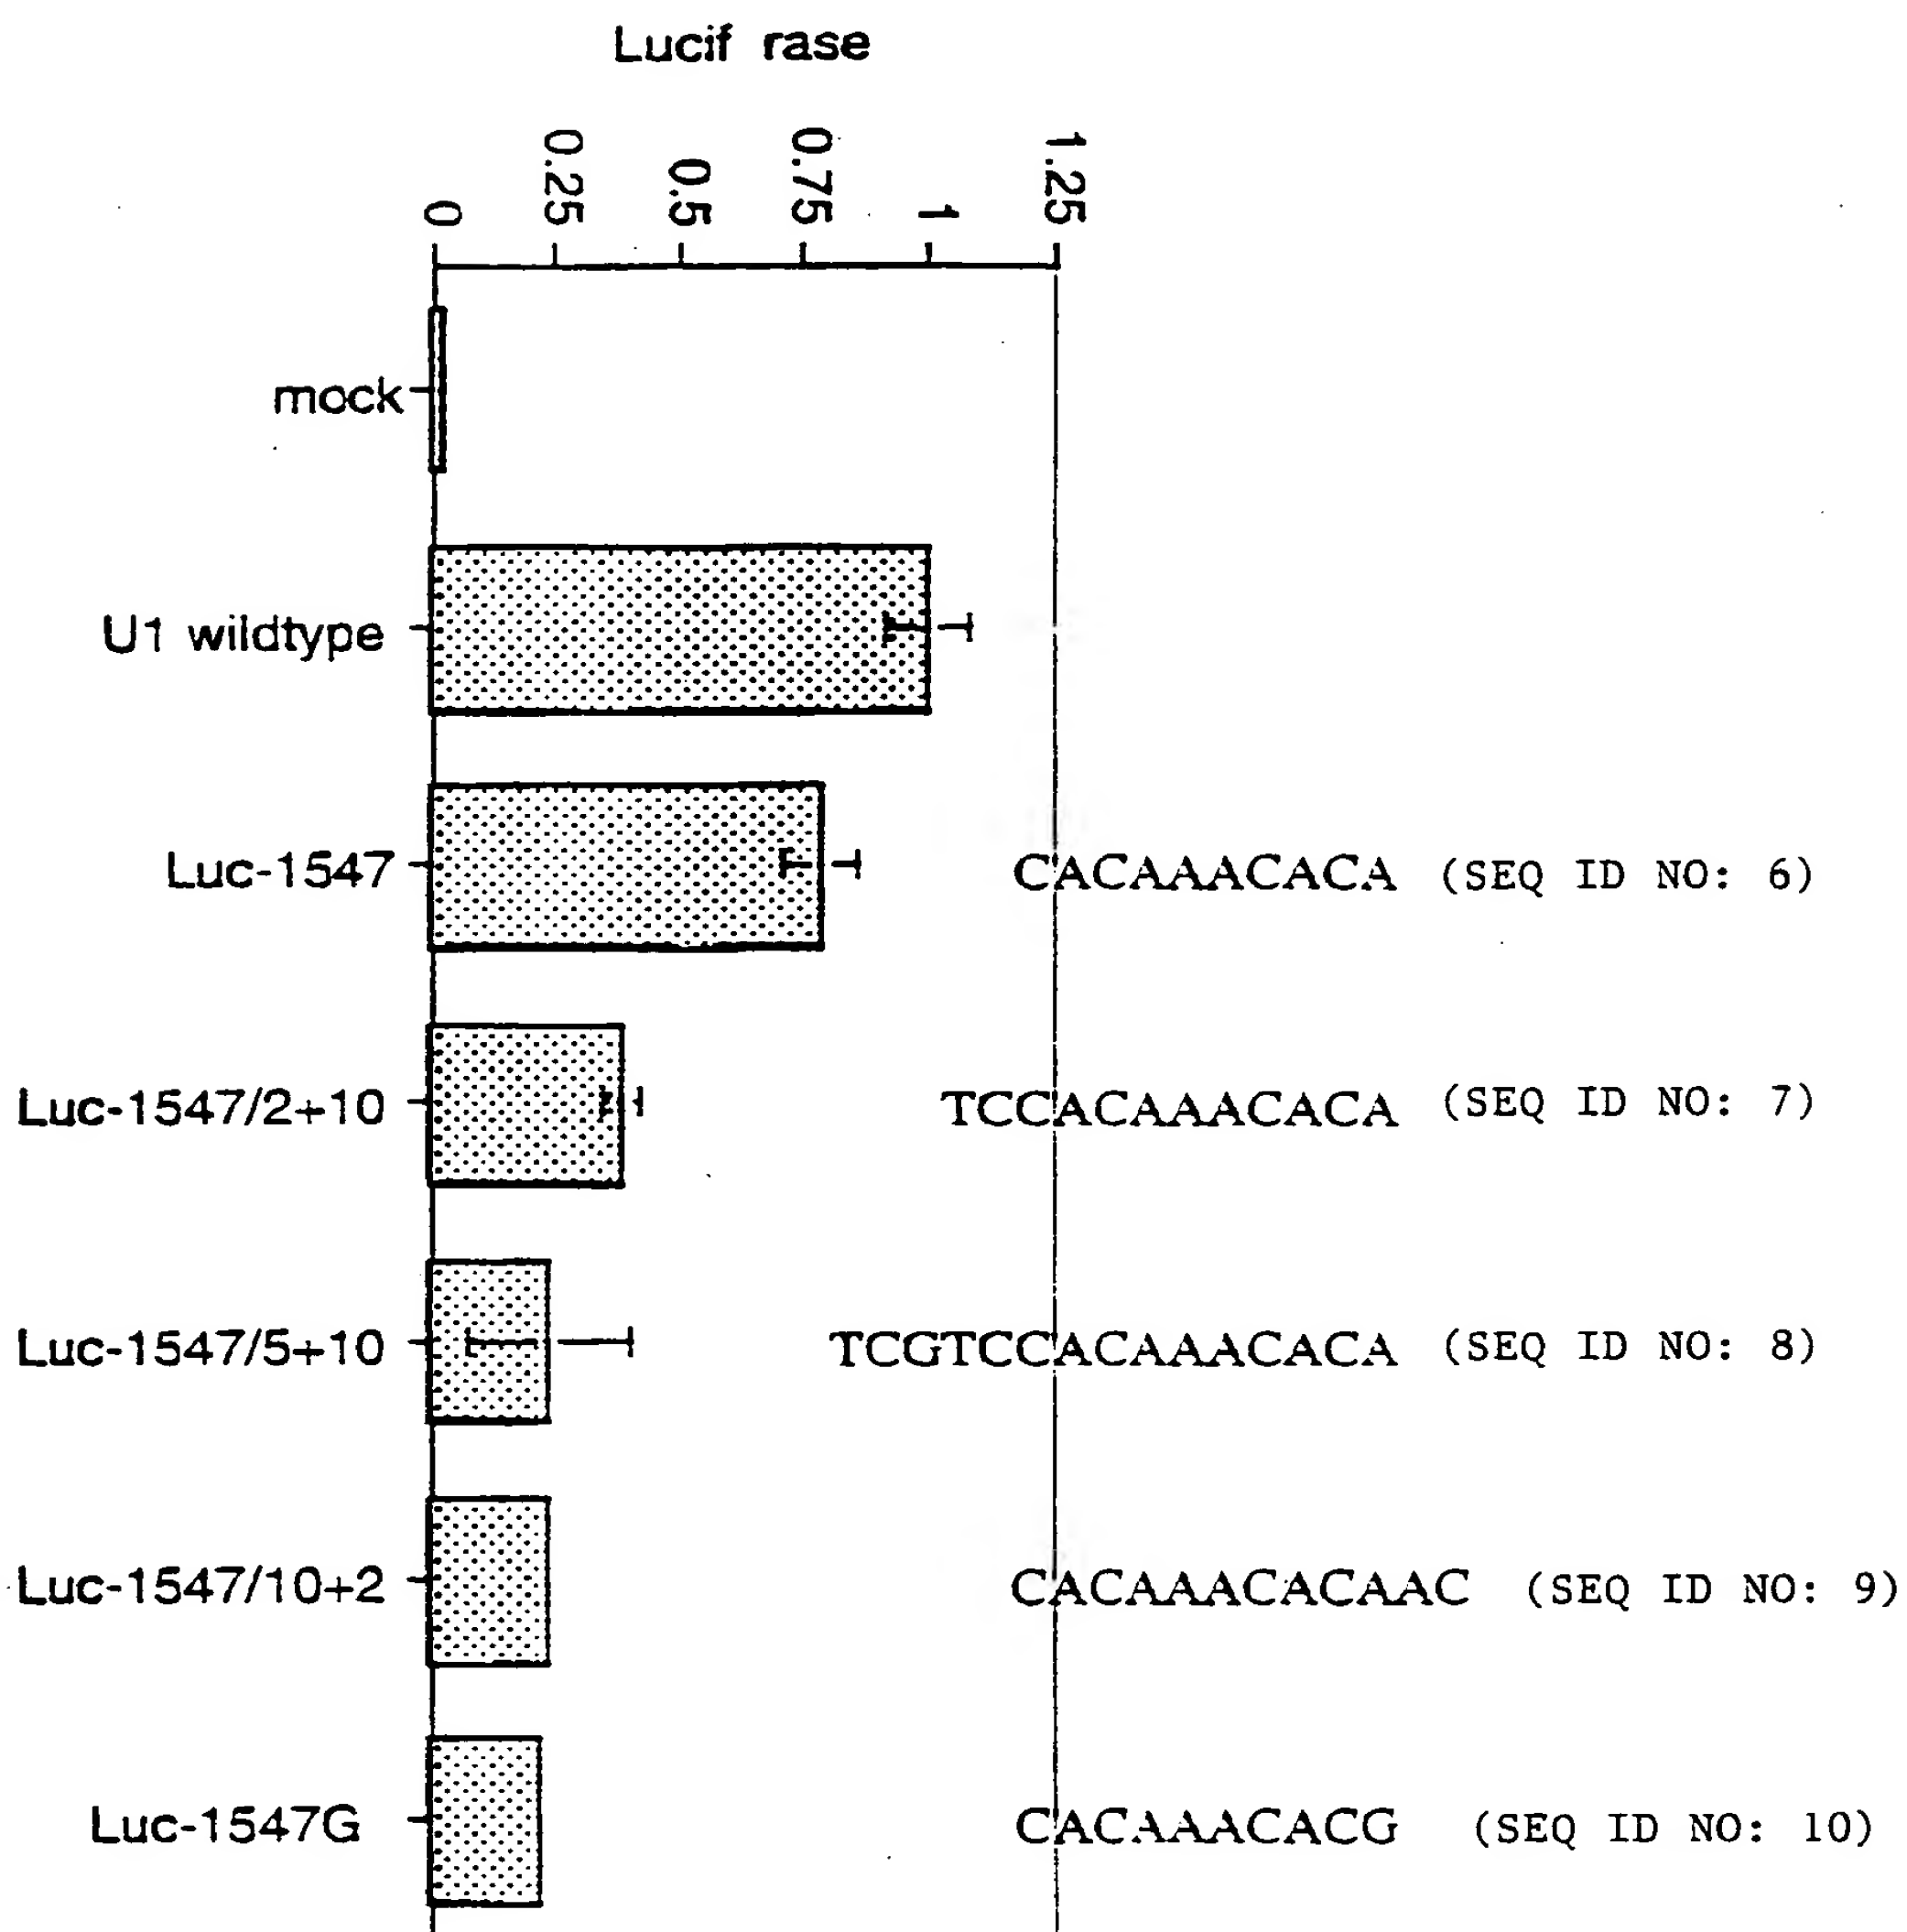 Lucif rase
0
0.25
0.5
0.75
1
1.25
mock
U1 wildtype
Luc-1547 CACAAACACA (SEQ ID NO: 6)
Luc-1547/2+10 TCCACAAACACA (SEQ ID NO: 7)
Luc-1547/5+10 TCGTCCACAAACACA (SEQ ID NO: 8)
Luc-1547/10+2 CACAAACACAAC (SEQ ID NO: 9)
Luc-1547G CACAAACACG (SEQ ID NO: 10)